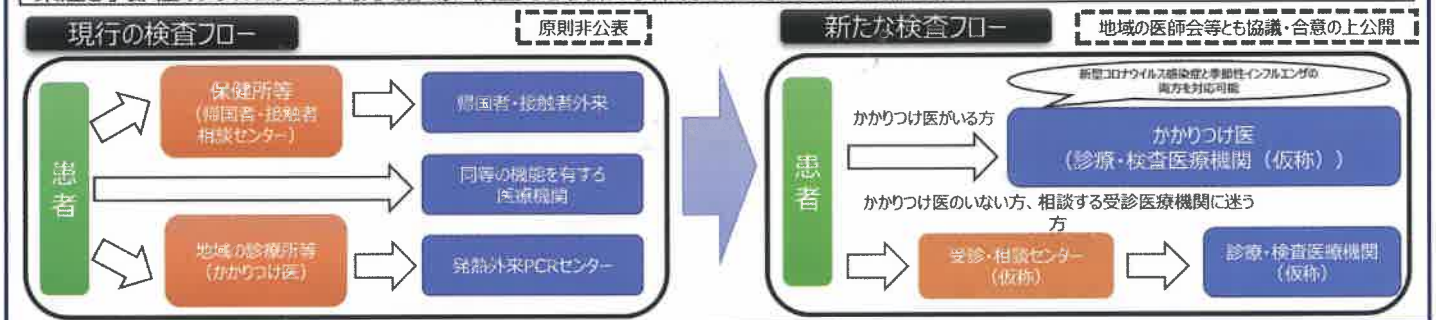 現行の検査フロー
原則非公表
患者
保健所等
(帰国者・接触者
相談センター)
帰国者・接触者外来
同等の機能を有する
医療機関
地域の診療所等
(かかりつけ医)
発熱外来PCRセンター
新たな検査フロー
地域の医師会等とも協議・合意の上公開
新型コロナウイルス感染症と季節性インフルエンザの
両方を対応可能
患者
かかりつけ医がいる方
かかりつけ医
(診療・検査医療機関(仮称))
かかりつけ医のいない方、相談する受診医療機関に迷う
方
受診・相談センター
(仮称)
診療・検査医療機関
(仮称)